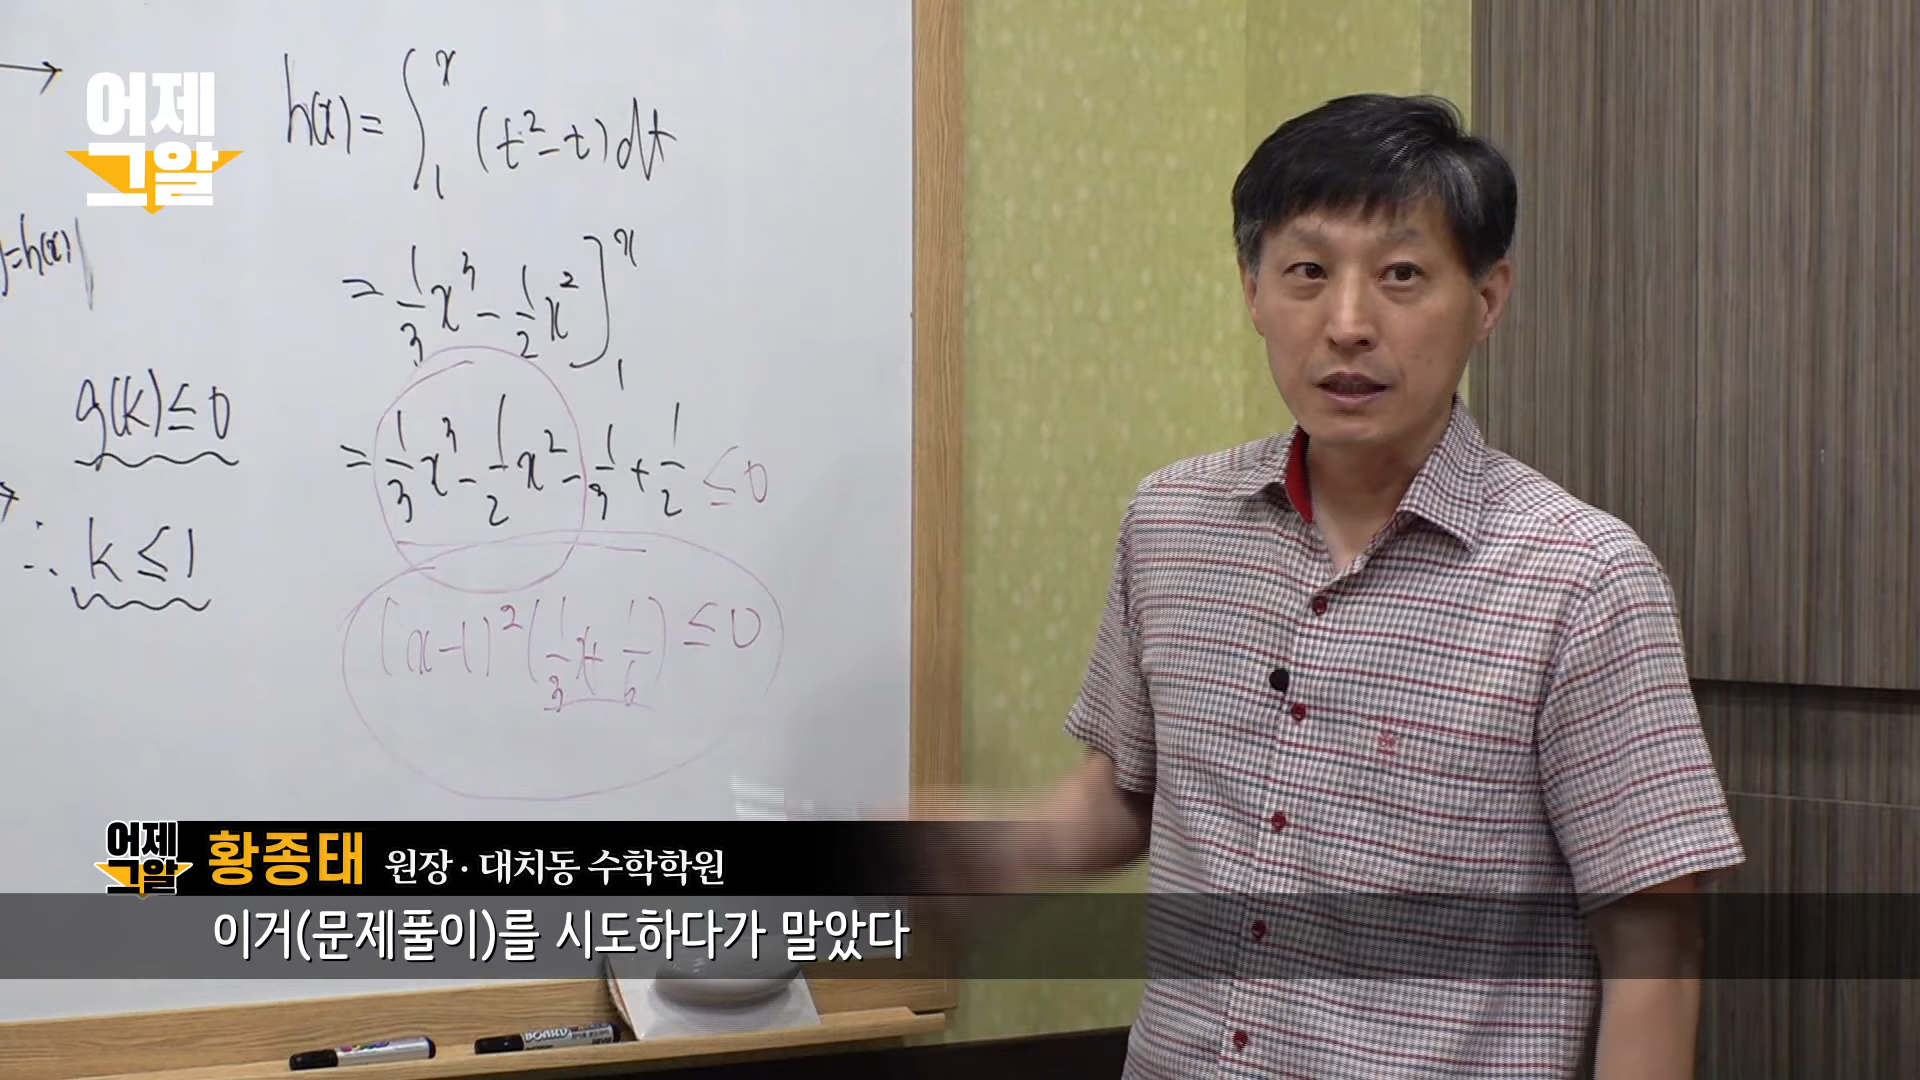 어제
그알
h(x) = ∫₁ˣ (t² - t) dt
=h(x)
= 1/3 x³ - 1/2 x² ]₁ˣ
g(k) ≤ 0
= 1/3 x³ - 1/2 x² - 1/3 + 1/2 ≤ 0
∴ k ≤ 1
(x-1)² (1/3 x + 1/6) ≤ 0
어제
그알
황종태 원장 · 대치동 수학학원
이거(문제풀이)를 시도하다가 말았다
BOARD